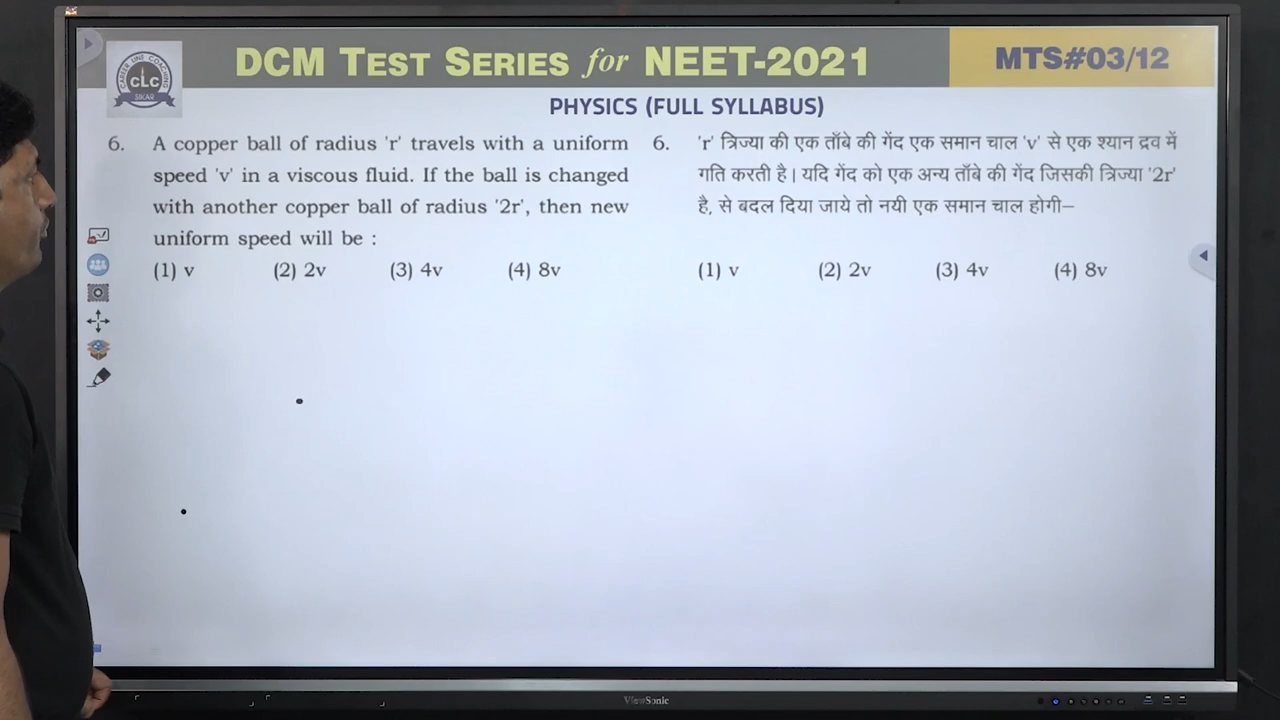 DCM TEST SERIES for NEET-2021
MTS#03/12
CAREER LINE COACHING
CLC
SIKAR
PHYSICS (FULL SYLLABUS)
6. A copper ball of radius 'r' travels with a uniform
speed 'v' in a viscous fluid. If the ball is changed
with another copper ball of radius '2r', then new
uniform speed will be :
(1) v (2) 2v (3) 4v (4) 8v
6. 'r' त्रिज्या की एक ताँबे की गेंद एक समान चाल 'v' से एक श्यान द्रव में
गति करती है। यदि गेंद को एक अन्य ताँबे की गेंद जिसकी त्रिज्या '2r'
है, से बदल दिया जाये तो नयी एक समान चाल होगी–
(1) v (2) 2v (3) 4v (4) 8v
ViewSonic